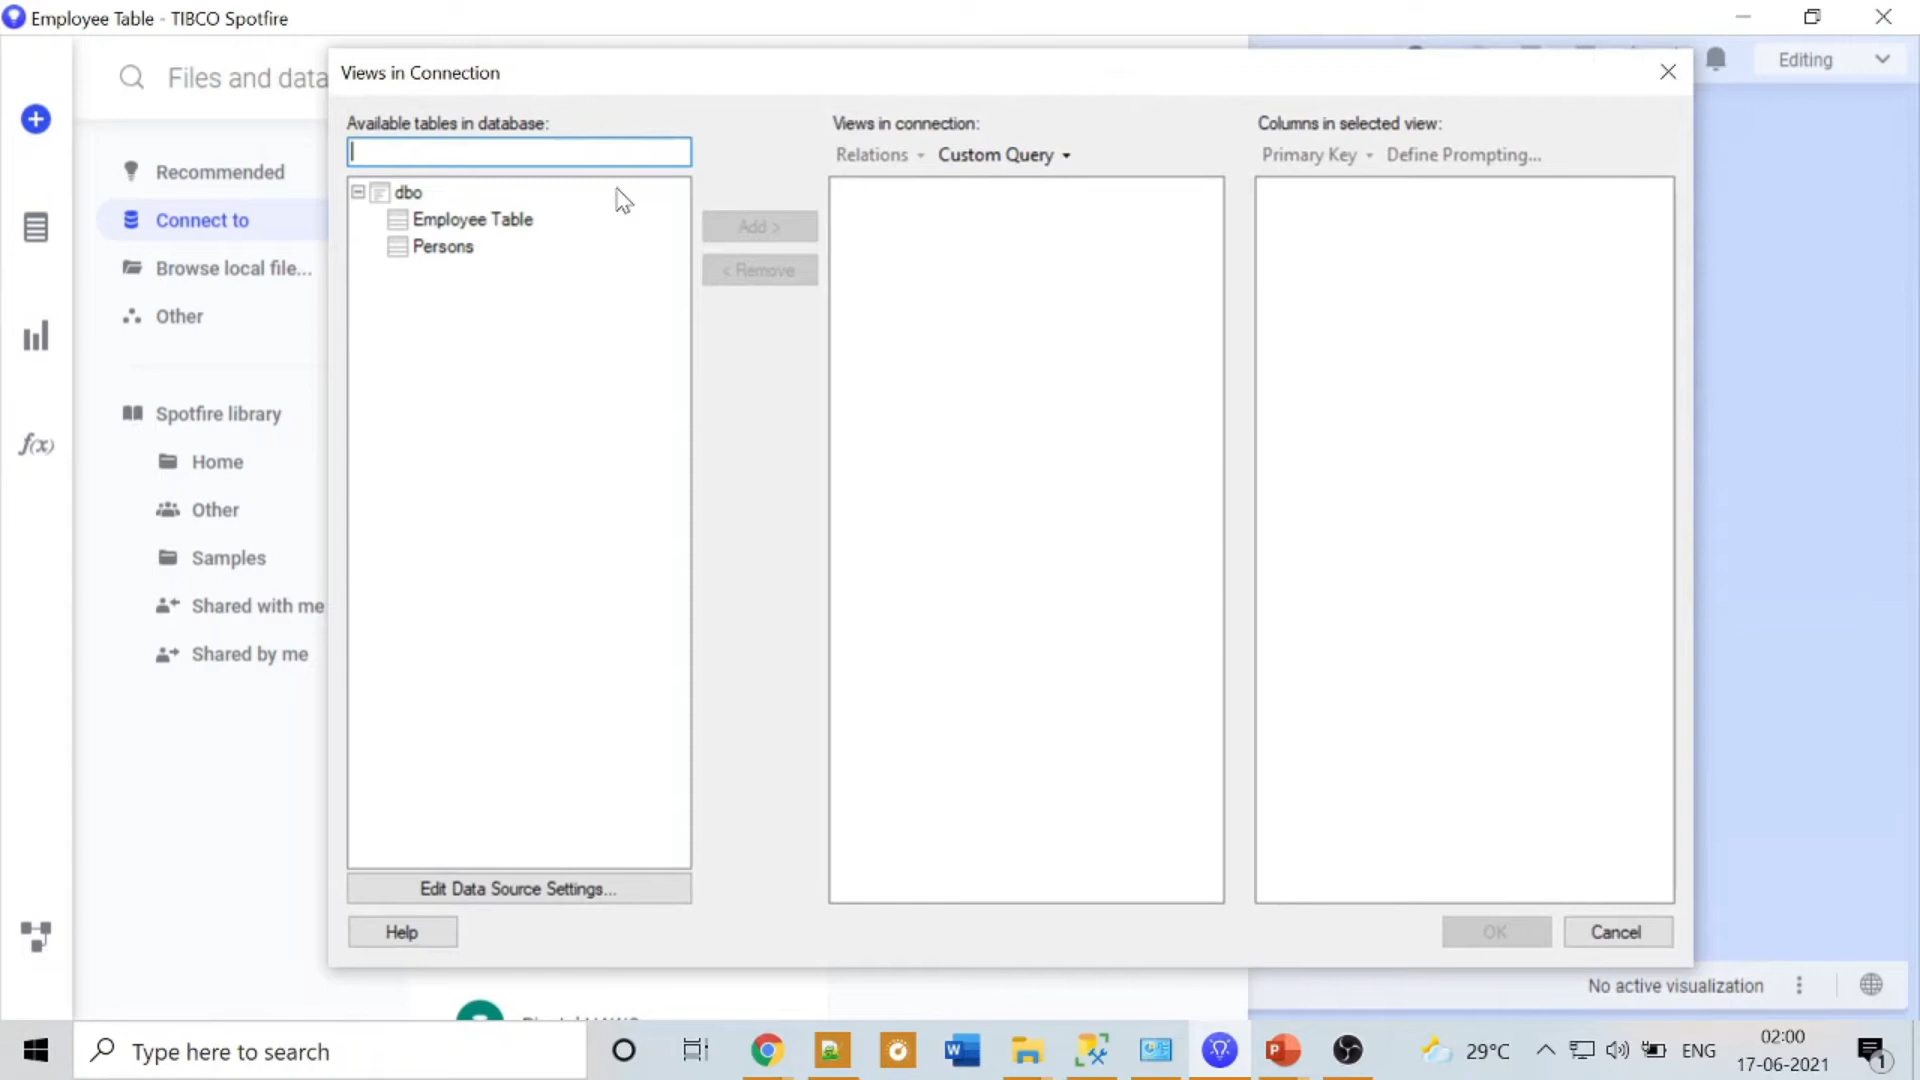 Employee Table - TIBCO Spotfire
Files and data
Editing
Views in Connection
Available tables in database:
Views in connection:
Columns in selected view:
Relations
Custom Query
Primary Key
Define Prompting...
dbo
Employee Table
Persons
Add >
< Remove
Recommended
Connect to
Browse local file...
Other
Spotfire library
Home
Other
Samples
Shared with me
Shared by me
f(x)
Edit Data Source Settings...
Help
OK
Cancel
No active visualization
Type here to search
29°C
ENG
02:00
17-06-2021
1